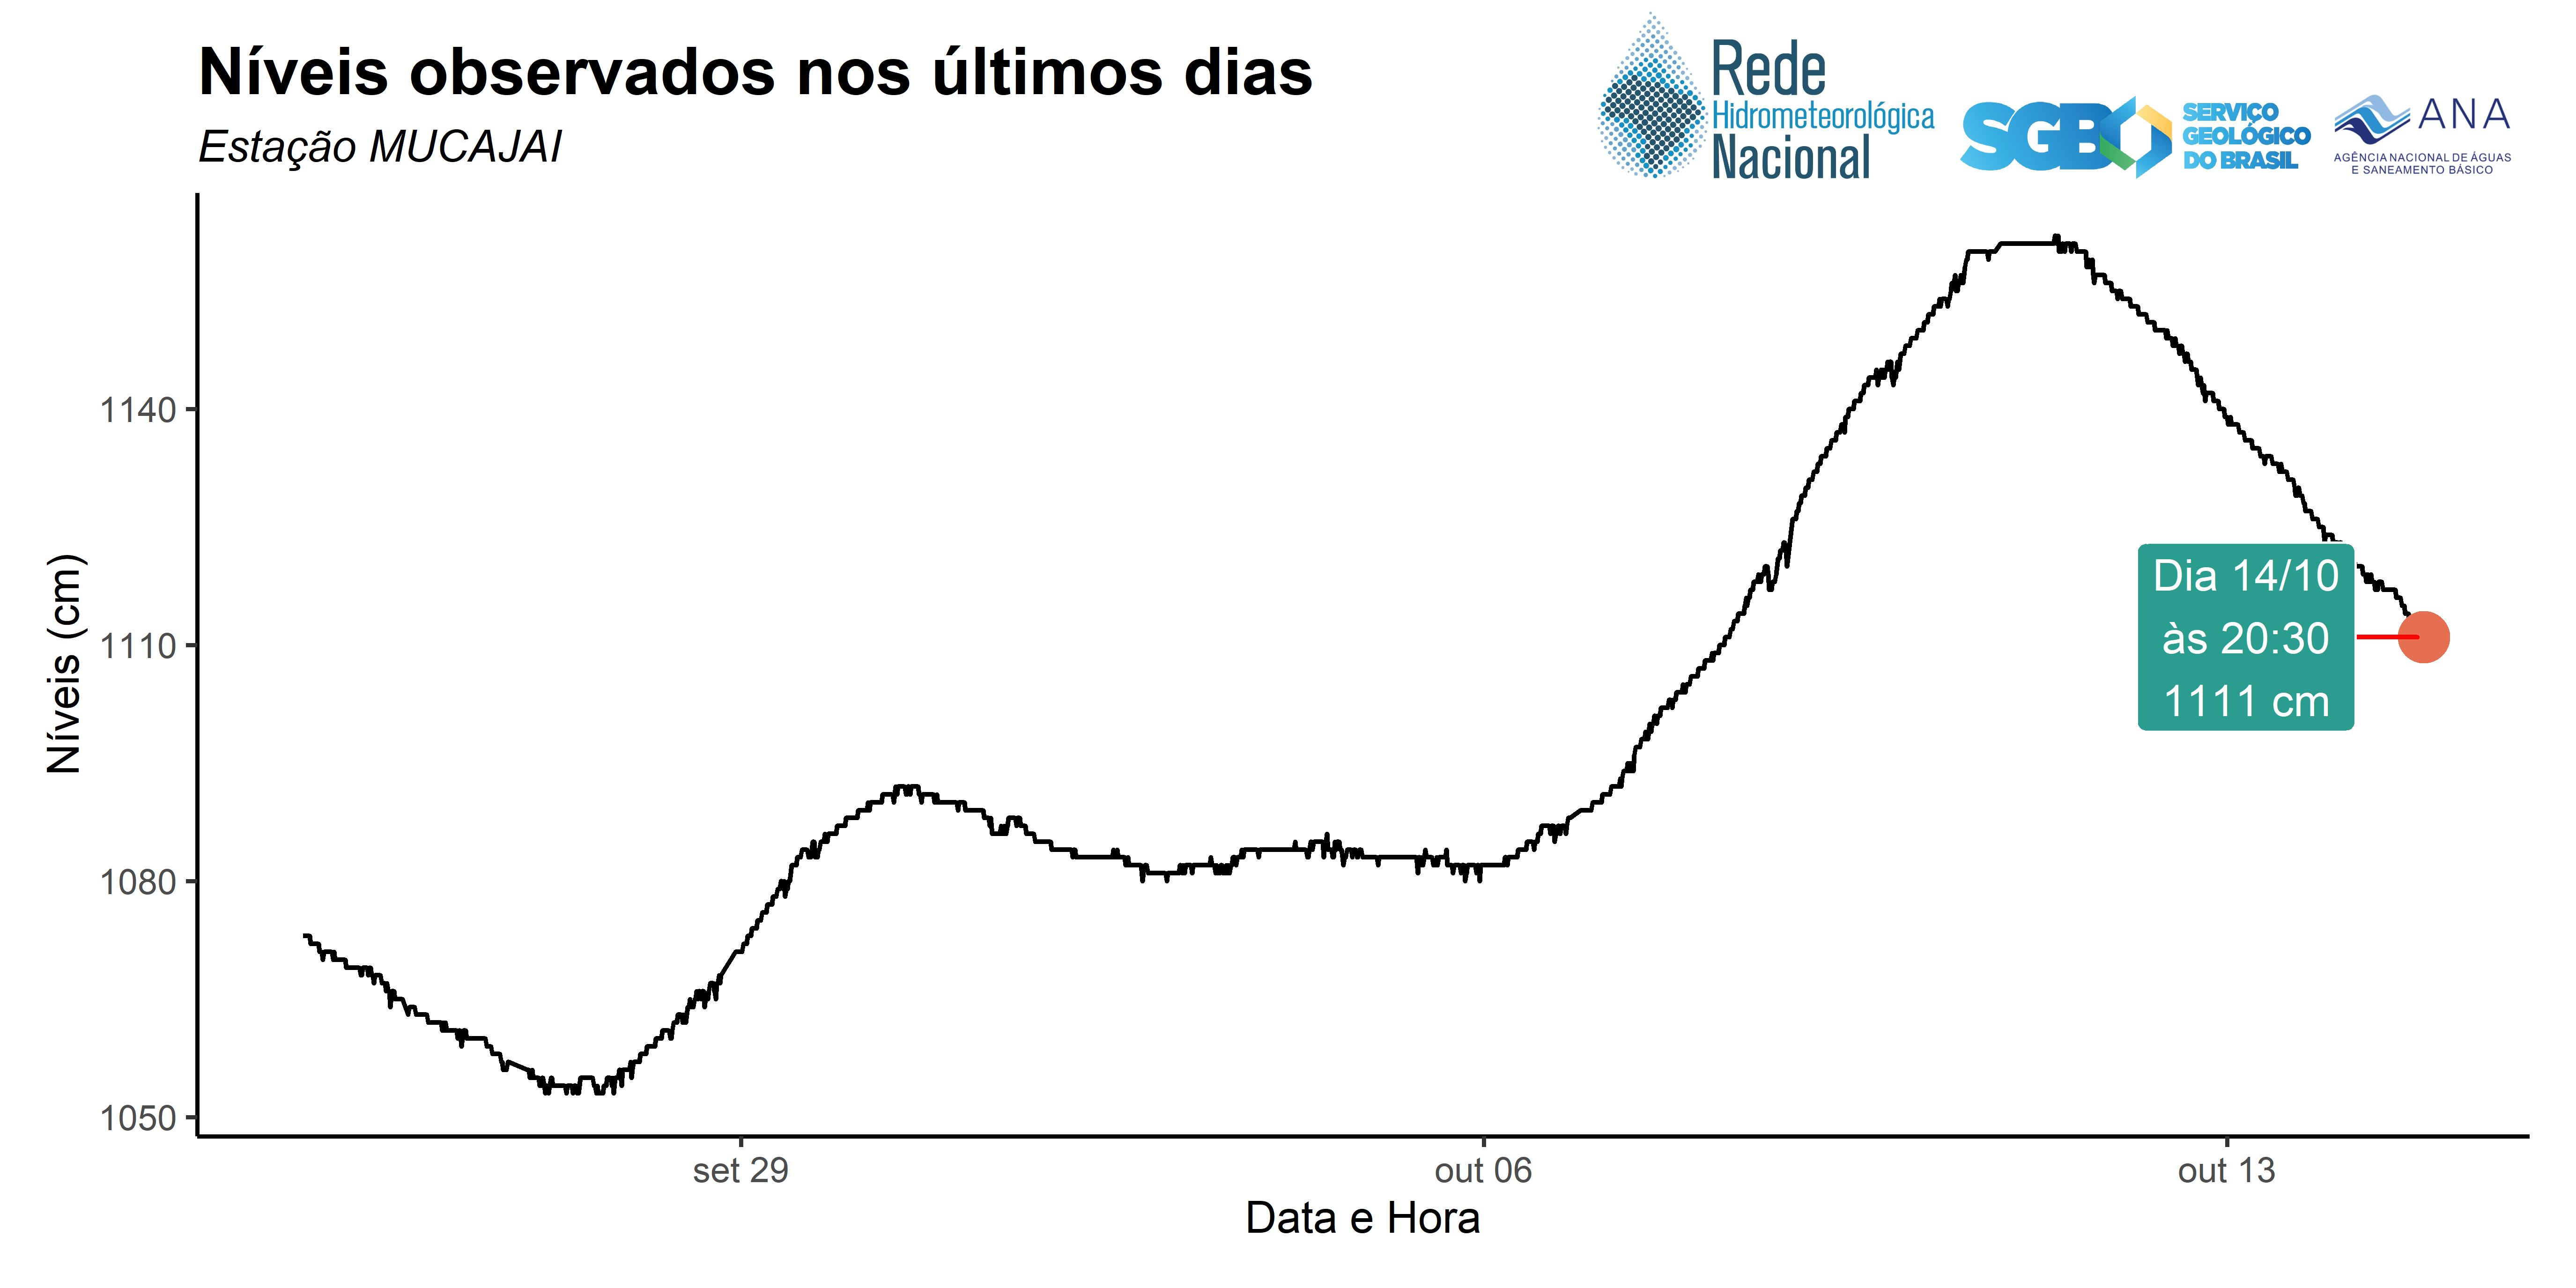 Níveis observados nos últimos dias
Estação MUCAJAI
Rede
Hidrometeorológica
Nacional
SGB
SERVIÇO
GEOLÓGICO
DO BRASIL
ANA
AGÊNCIA NACIONAL DE ÁGUAS
E SANEAMENTO BÁSICO
Níveis (cm)
1140
1110
1080
1050
Dia 14/10
às 20:30
1111 cm
set 29
out 06
out 13
Data e Hora